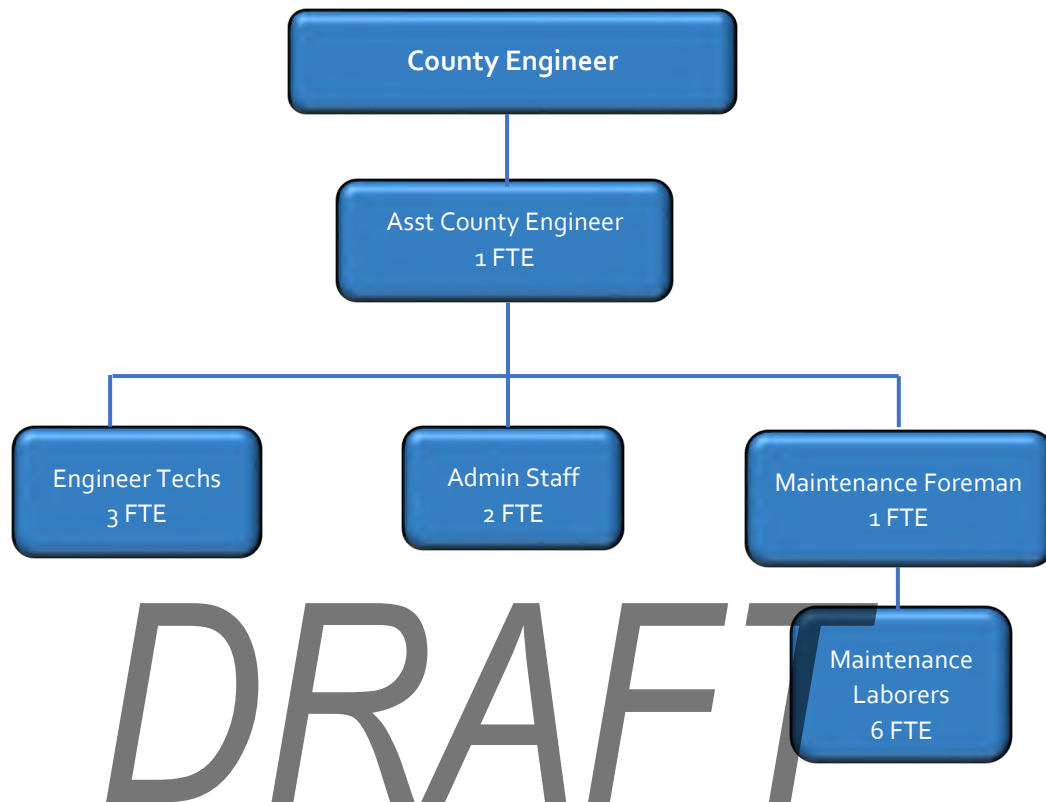 County Engineer
Asst County Engineer
1 FTE
Engineer Techs
3 FTE
Admin Staff
2 FTE
Maintenance Foreman
1 FTE
Maintenance
Laborers
6 FTE
DRAFT